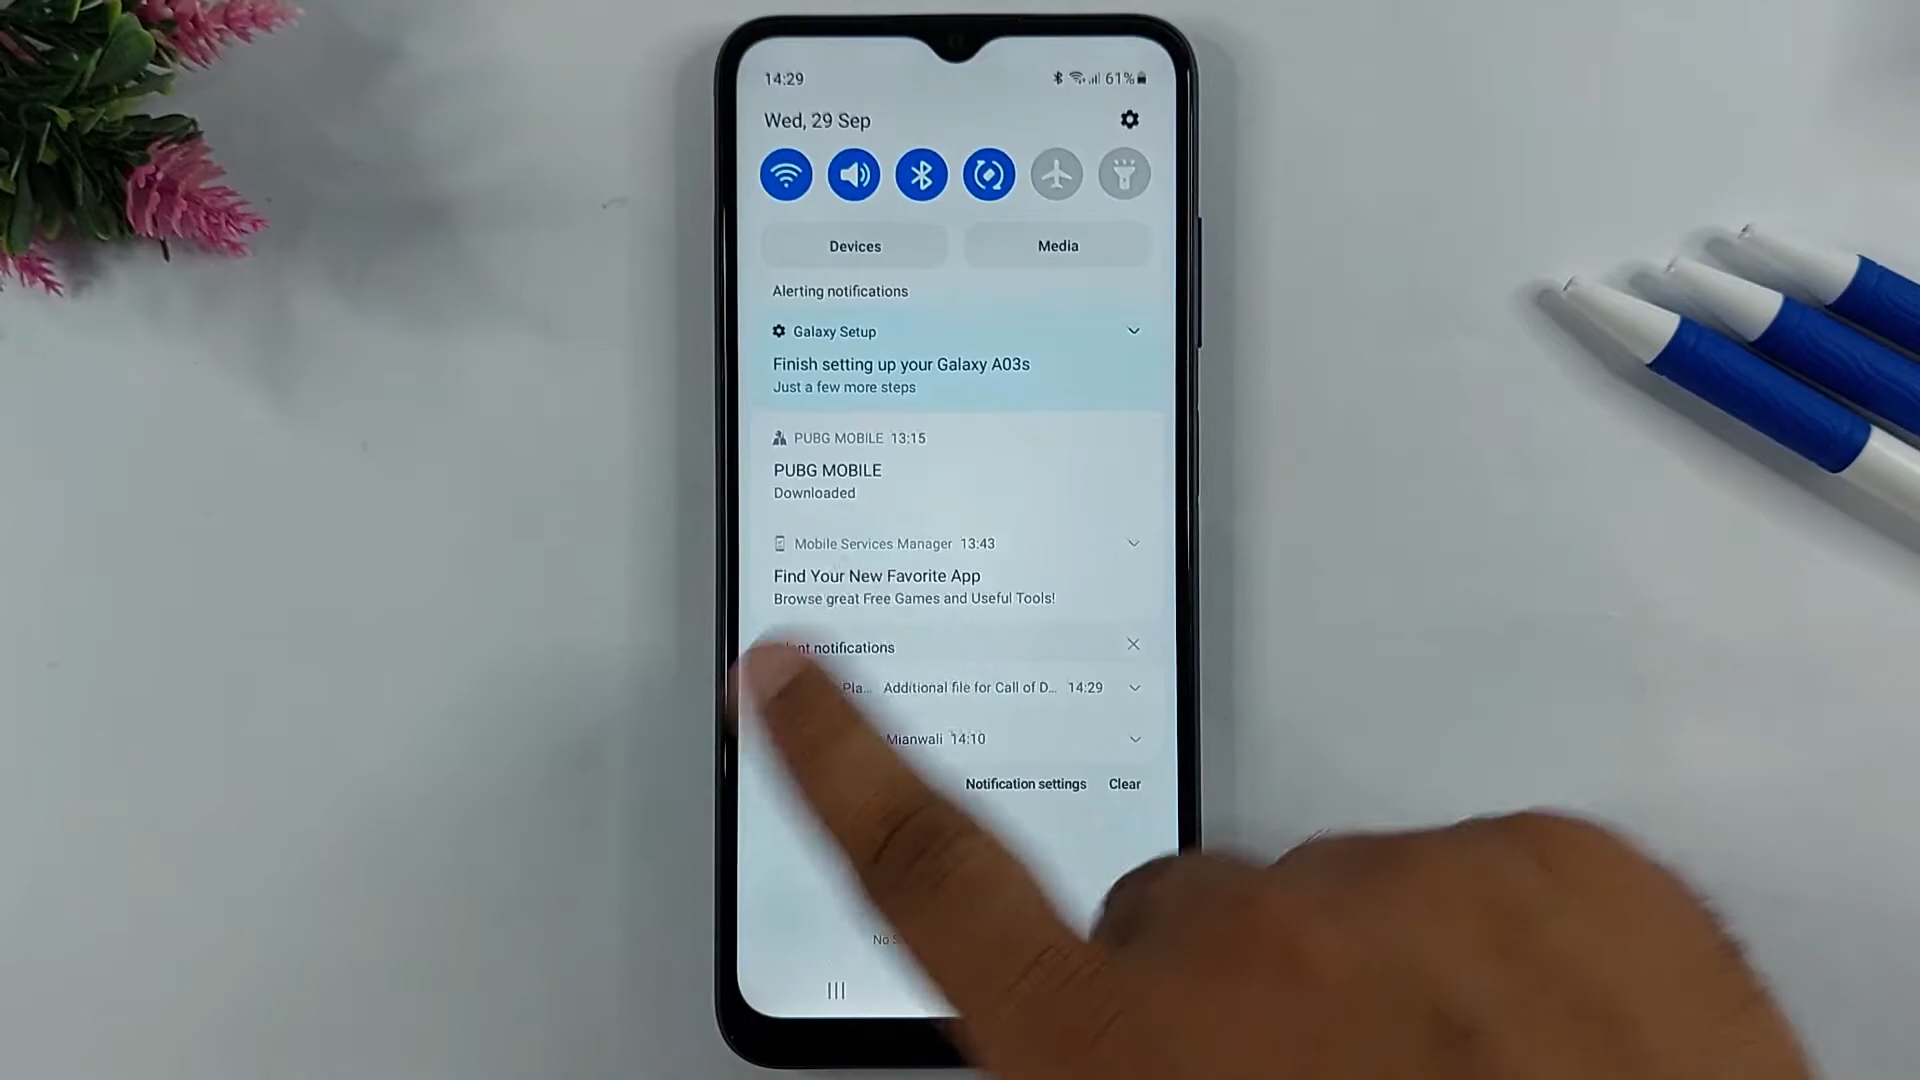 14:29 61%
Wed, 29 Sep
Devices Media
Alerting notifications
Galaxy Setup
Finish setting up your Galaxy A03s
Just a few more steps
PUBG MOBILE 13:15
PUBG MOBILE
Downloaded
Mobile Services Manager 13:43
Find Your New Favorite App
Browse great Free Games and Useful Tools!
notifications
Pla... Additional file for Call of D... 14:29
Mianwali 14:10
Notification settings Clear
No